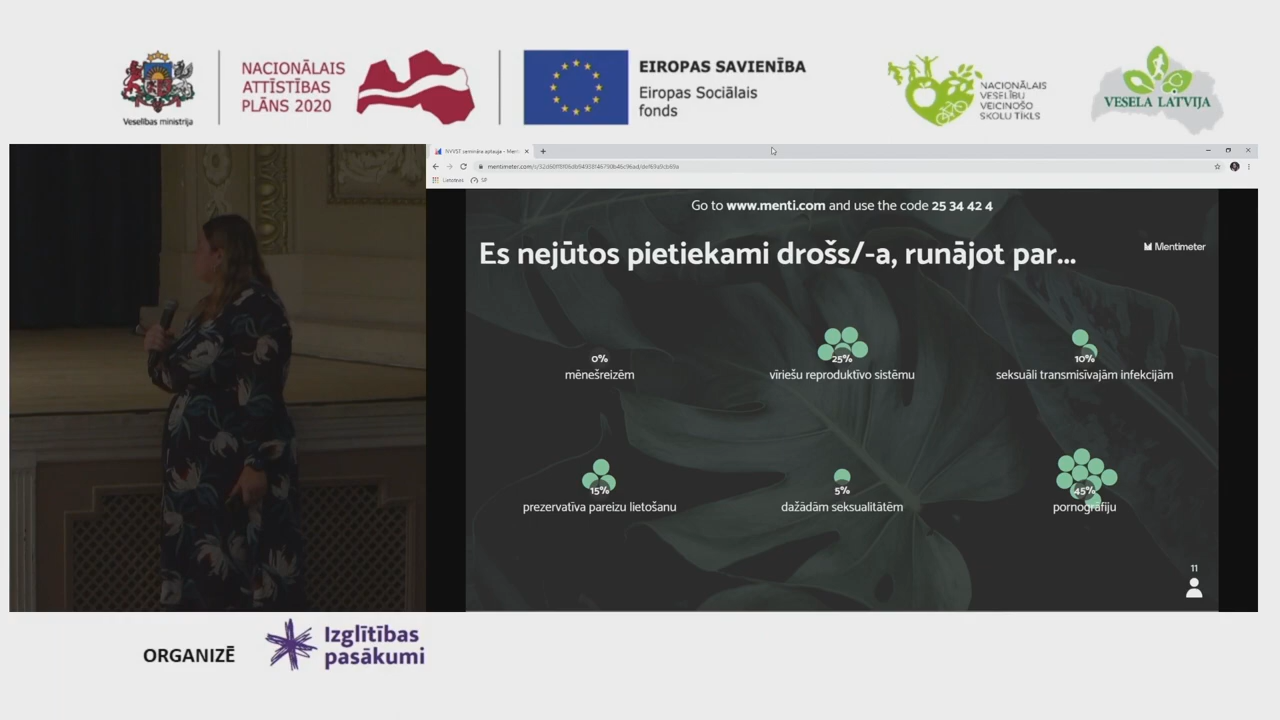 Veselības ministrija
NACIONĀLAIS
ATTĪSTĪBAS
PLĀNS 2020
EIROPAS SAVIENĪBA
Eiropas Sociālais
fonds
NACIONĀLAIS
VESELĪBU
VEICINOŠO
SKOLU TĪKLS
VESELA LATVIJA
Lietotnes
Go to www.menti.com and use the code 25 34 42 4
Es nejūtos pietiekami drošs/-a, runājot par...
Mentimeter
0%
mēnešreizēm
25%
vīriešu reproduktīvo sistēmu
10%
seksuāli transmisīvajām infekcijām
15%
prezervatīva pareizu lietošanu
5%
dažādām seksualitātēm
45%
pornogrāfiju
11
ORGANIZĒ
Izglītības
pasākumi